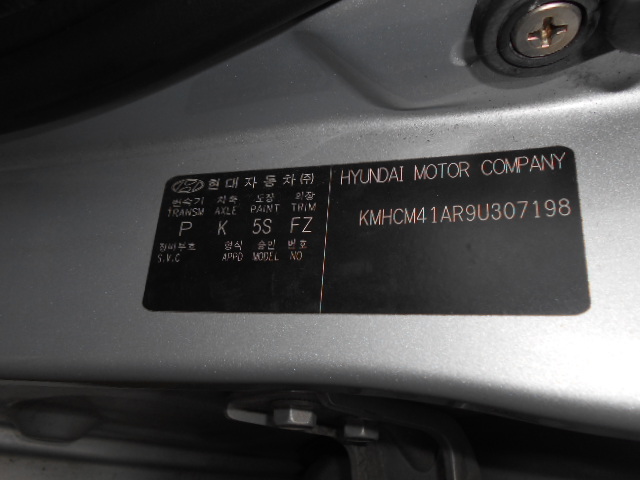 현대자동차(주)
변속기 차축 도장 외장
TRANSM AXLE PAINT TRIM
P K 5S FZ
정비부호 형식 승인 번호
S.V.C APPD MODEL NO
HYUNDAI MOTOR COMPANY
KMHCM41AR9U307198